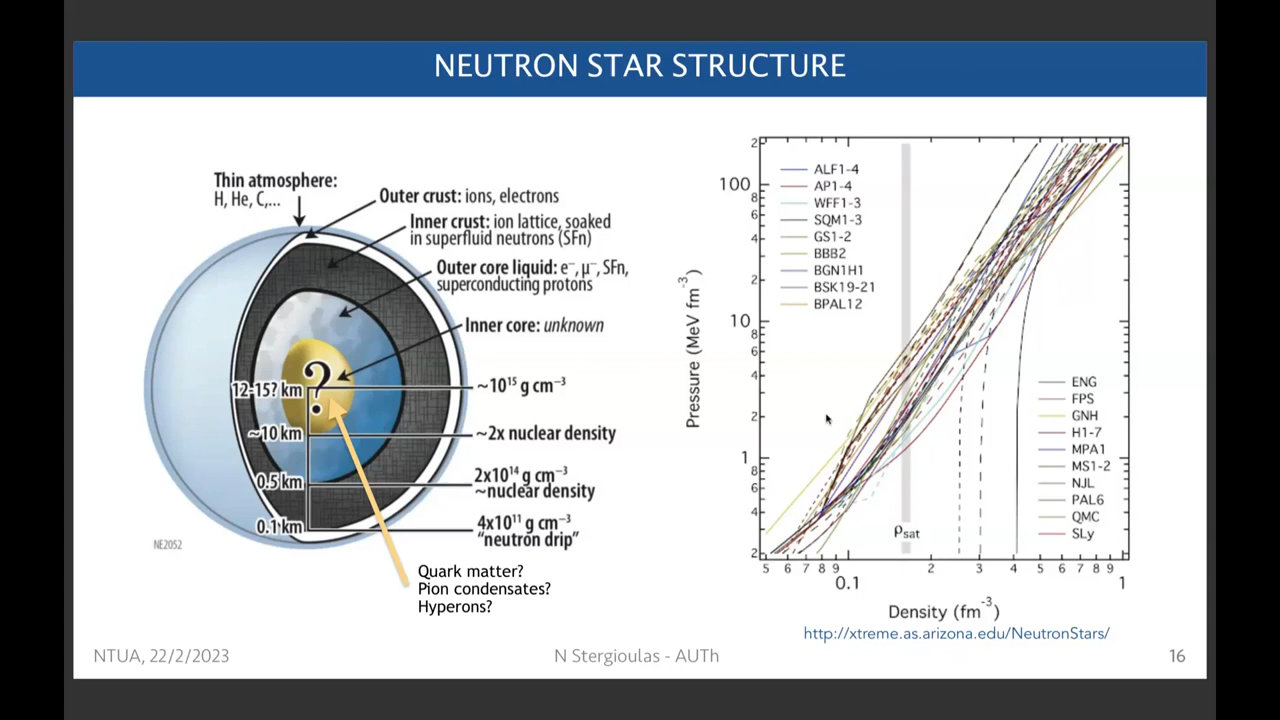 NEUTRON STAR STRUCTURE
Thin atmosphere:
H, He, C,...
Outer crust: ions, electrons
Inner crust: ion lattice, soaked
in superfluid neutrons (SFn)
Outer core liquid: e⁻, μ⁻, SFn,
superconducting protons
Inner core: unknown
?
12-15? km
~10¹⁵ g cm⁻³
~10 km
~2x nuclear density
0.5 km
2x10¹⁴ g cm⁻³
~nuclear density
0.1 km
4x10¹¹ g cm⁻³
"neutron drip"
NE2052
Quark matter?
Pion condensates?
Hyperons?
2
100
8
6
4
2
10
8
6
4
2
1
8
6
4
2
Pressure (MeV fm⁻³)
ALF1-4
AP1-4
WFF1-3
SQM1-3
GS1-2
BBB2
BGN1H1
BSK19-21
BPAL12
ENG
FPS
GNH
H1-7
MPA1
MS1-2
NJL
PAL6
QMC
SLy
ρsat
5 6 7 8 9 2 3 4 5 6 7 8 9
0.1 1
Density (fm⁻³)
http://xtreme.as.arizona.edu/NeutronStars/
NTUA, 22/2/2023
N Stergioulas - AUTh
16